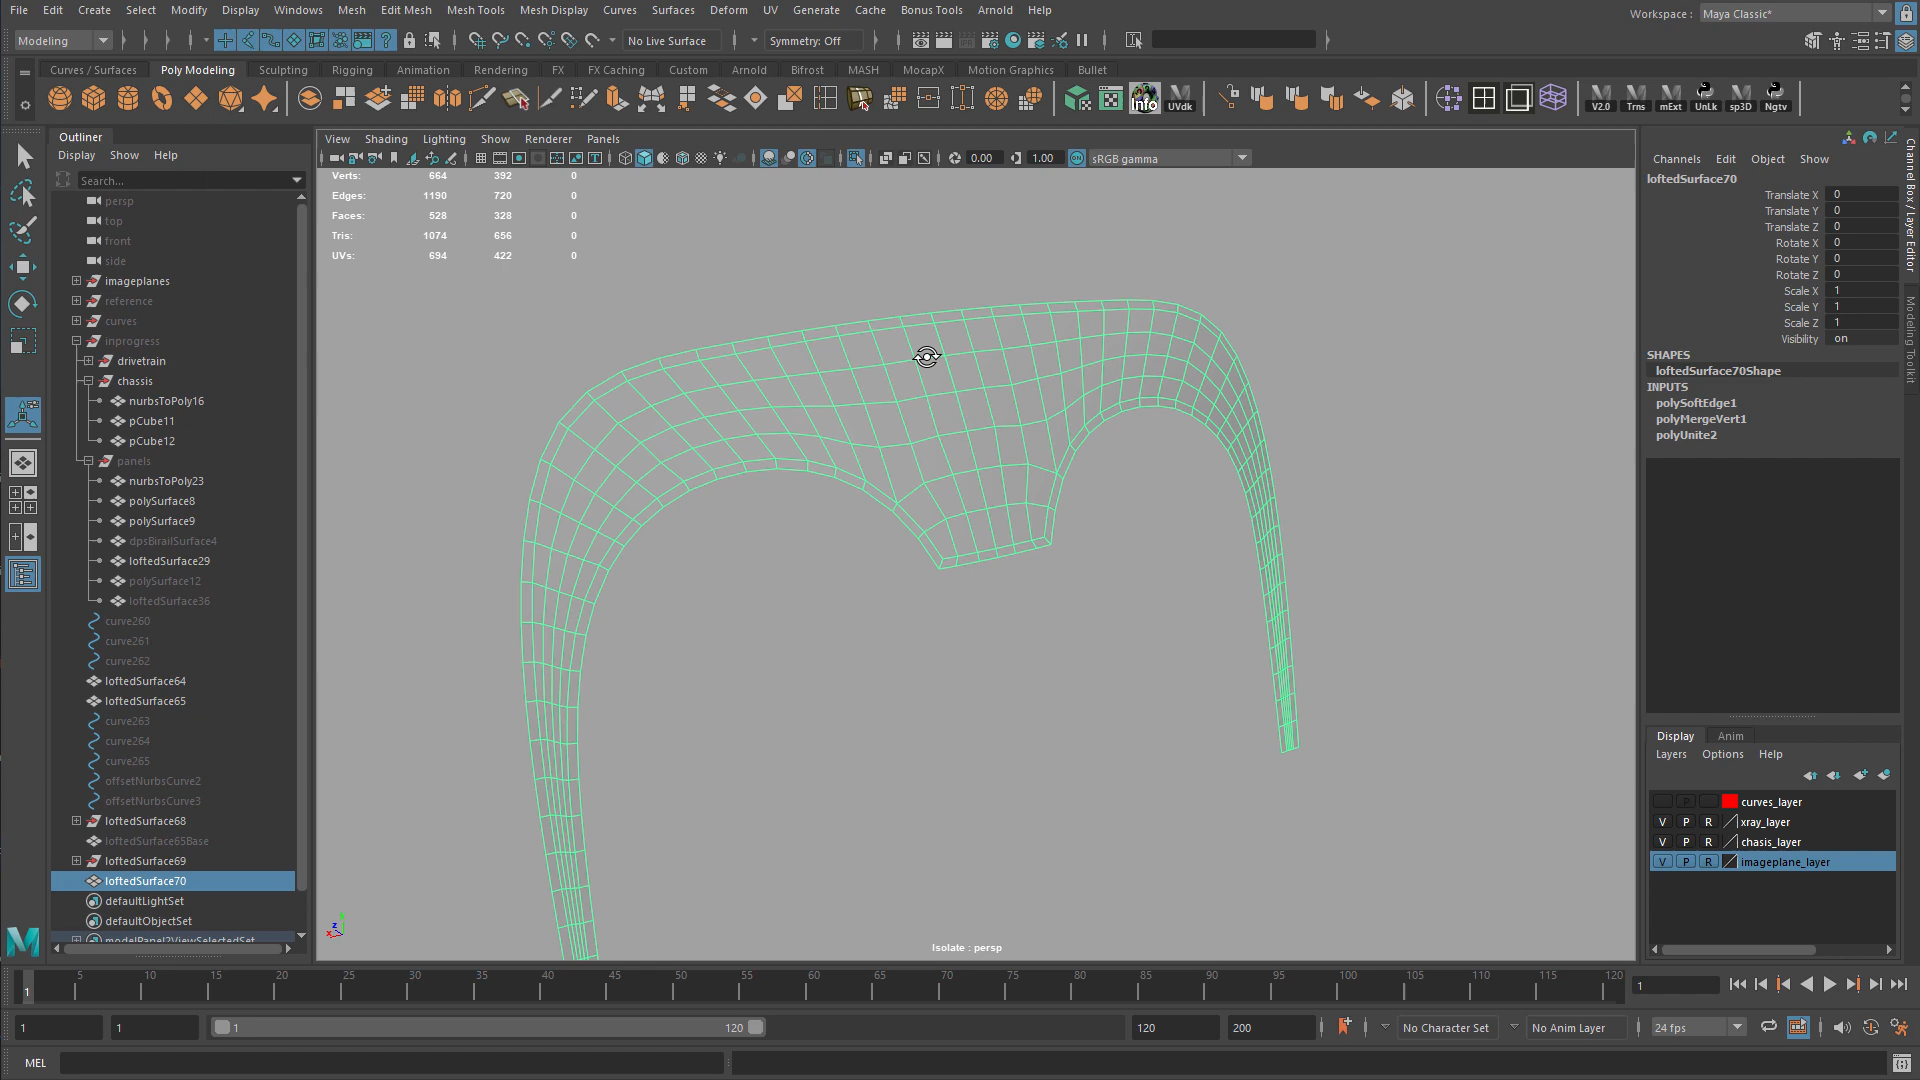 File Edit Create Select Modify Display Windows Mesh Edit Mesh Mesh Tools Mesh Display Curves Surfaces Deform UV Generate Cache Bonus Tools Arnold Help
Workspace : Maya Classic*
Modeling
No Live Surface
Symmetry: Off
Curves / Surfaces Poly Modeling Sculpting Rigging Animation Rendering FX FX Caching Custom Arnold Bifrost MASH MocapX Motion Graphics Bullet
Info UVdk V2.0 Trns mExt UnLk sp3D Ngtv
Outliner
Display Show Help
Search...
persp
top
front
side
imageplanes
reference
curves
inprogress
drivetrain
chassis
nurbsToPoly16
pCube11
pCube12
panels
nurbsToPoly23
polySurface8
polySurface9
dpsBirailSurface4
loftedSurface29
polySurface12
loftedSurface36
curve260
curve261
curve262
loftedSurface64
loftedSurface65
curve263
curve264
curve265
offsetNurbsCurve2
offsetNurbsCurve3
loftedSurface68
loftedSurface65Base
loftedSurface69
loftedSurface70
defaultLightSet
defaultObjectSet
modelPanel2ViewSelectedSet
View Shading Lighting Show Renderer Panels
0.00 1.00 sRGB gamma
Verts: 664 392 0
Edges: 1190 720 0
Faces: 528 328 0
Tris: 1074 656 0
UVs: 694 422 0
Isolate : persp
Channels Edit Object Show
loftedSurface70
Translate X 0
Translate Y 0
Translate Z 0
Rotate X 0
Rotate Y 0
Rotate Z 0
Scale X 1
Scale Y 1
Scale Z 1
Visibility on
SHAPES
loftedSurface70Shape
INPUTS
polySoftEdge1
polyMergeVert1
polyUnite2
Channel Box / Layer Editor
Modeling Toolkit
Display Anim
Layers Options Help
P curves_layer
V P R xray_layer
V P R chasis_layer
V P R imageplane_layer
5 10 15 20 25 30 35 40 45 50 55 60 65 70 75 80 85 90 95 100 105 110 115 120
1
1
1 1 1 120 120 200
No Character Set
No Anim Layer
24 fps
MEL